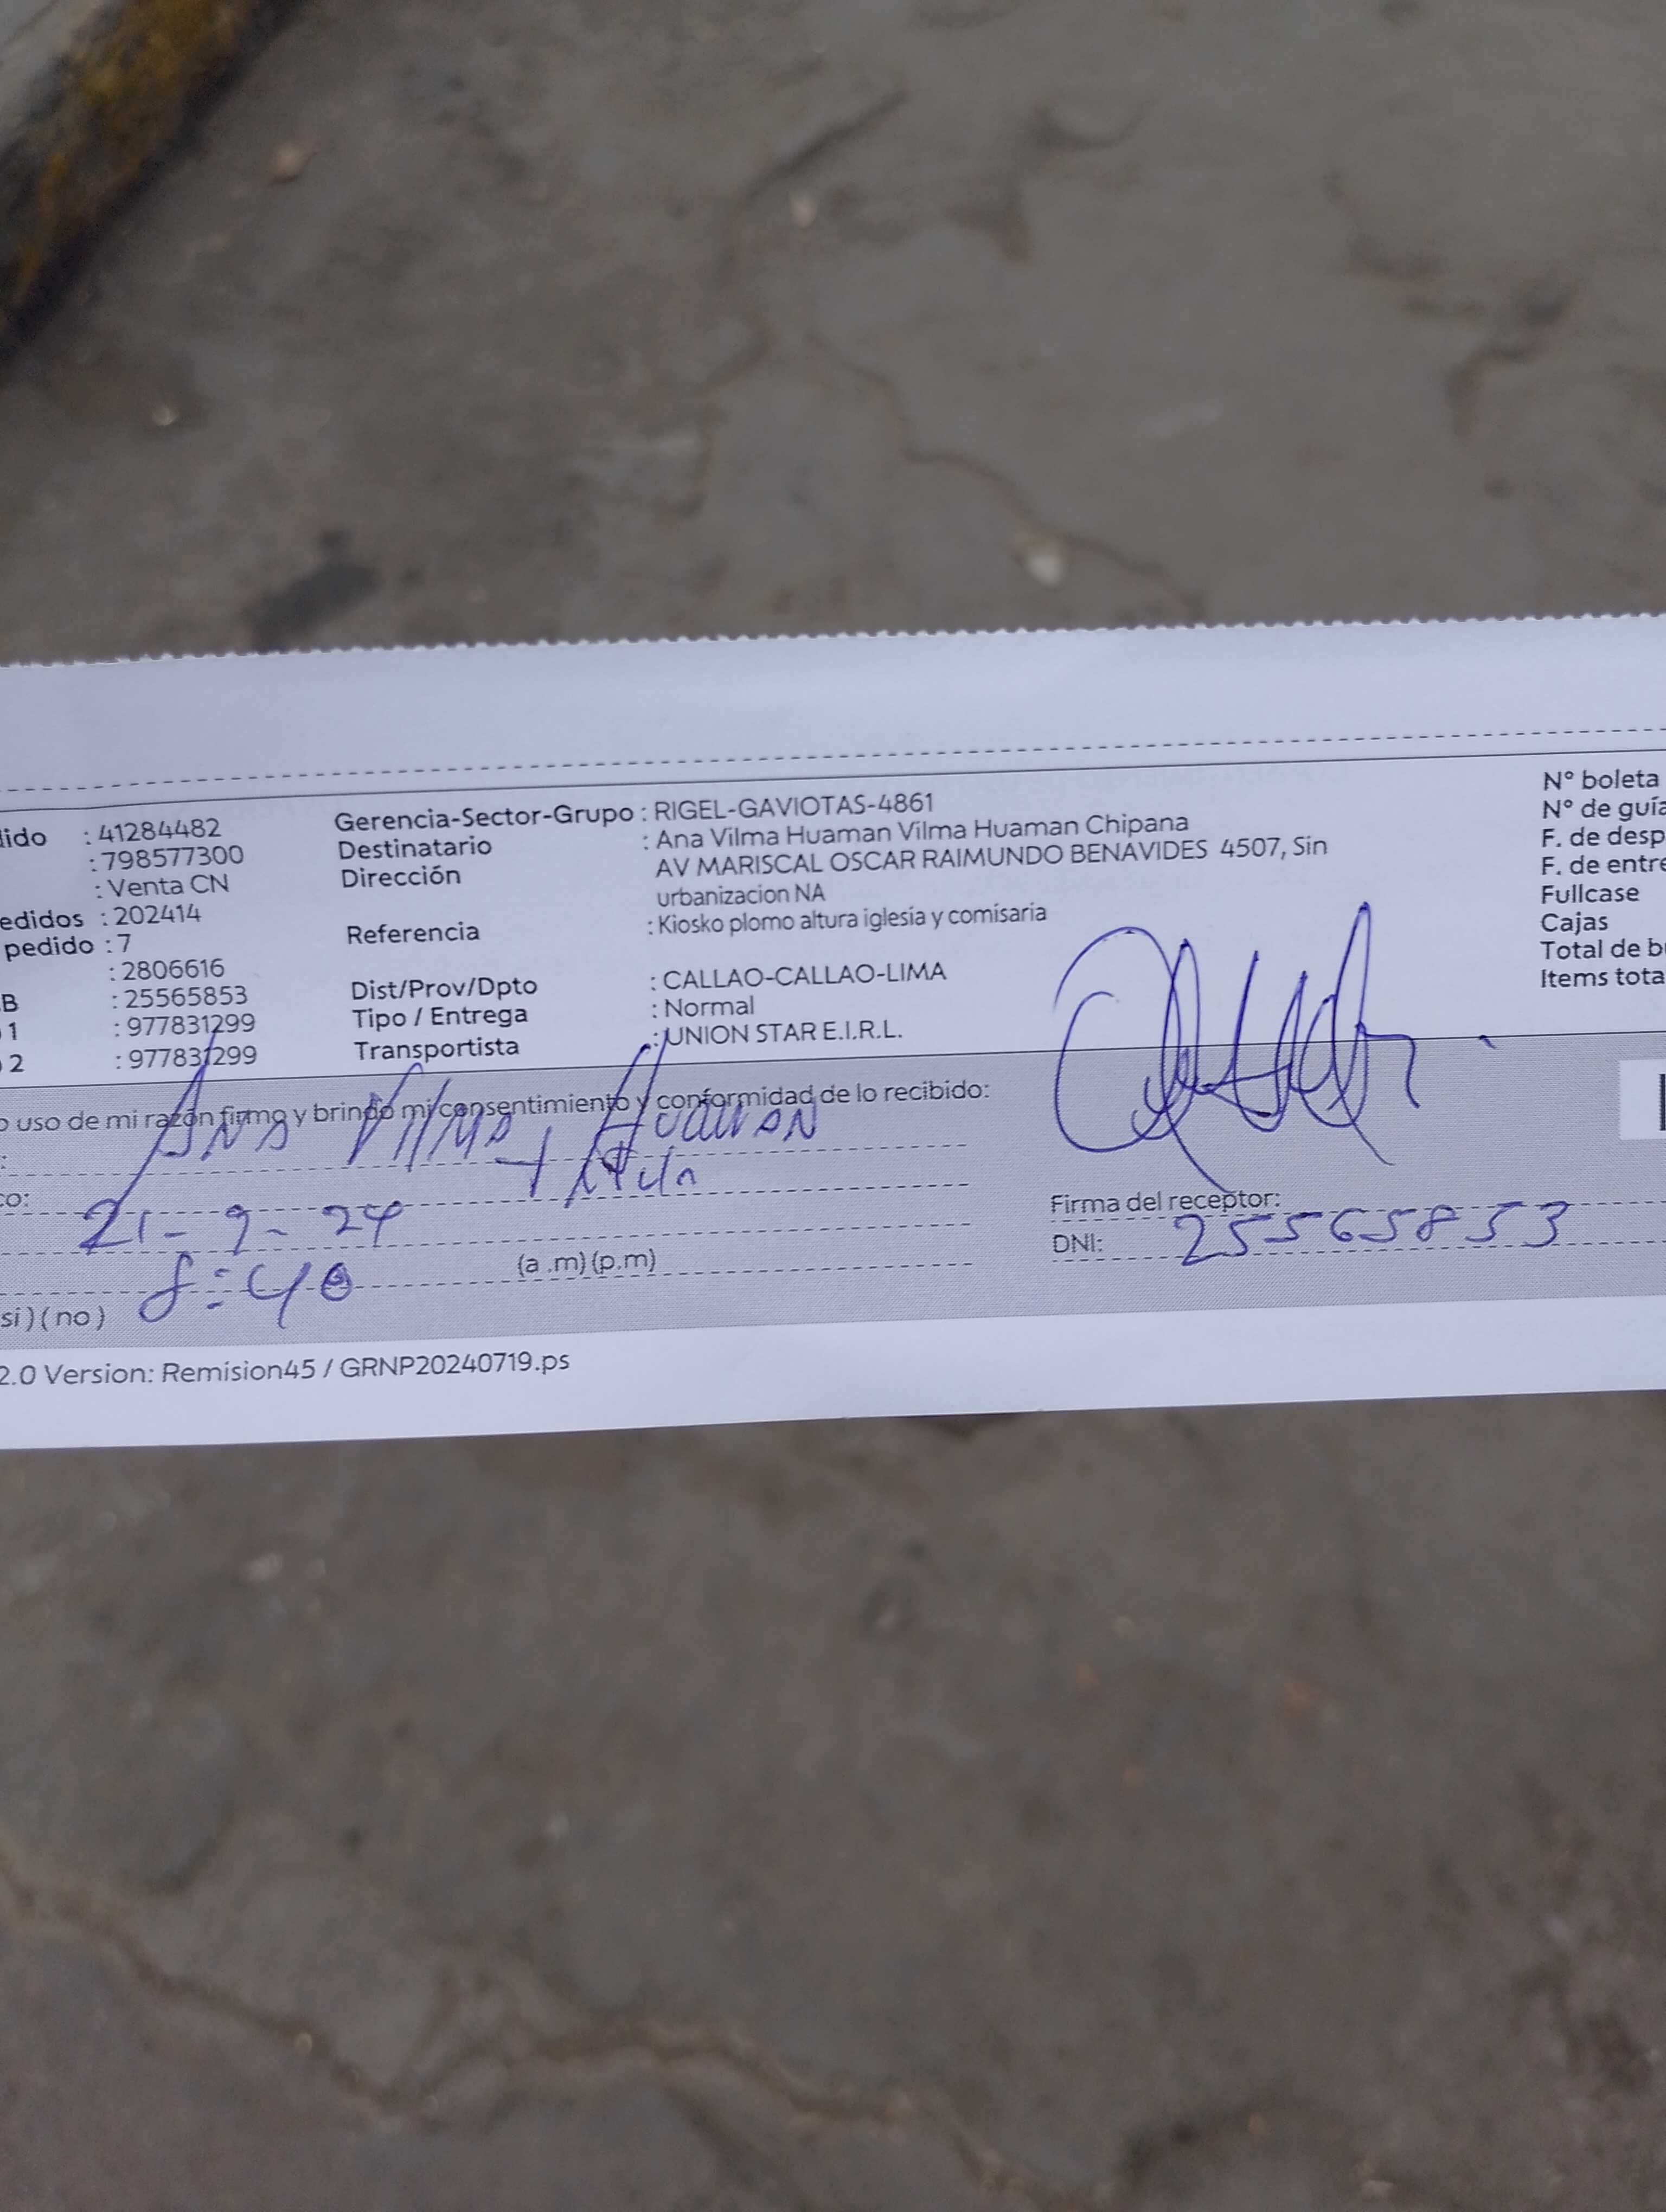 dido : 41284482
: 798577300
: Venta CN
edidos : 202414
pedido : 7
: 2806616
B : 25565853
1 : 977831299
2 : 977831299
Gerencia-Sector-Grupo : RIGEL-GAVIOTAS-4861
Destinatario : Ana Vilma Huaman Vilma Huaman Chipana
Dirección AV MARISCAL OSCAR RAIMUNDO BENAVIDES 4507, Sin
urbanizacion NA
Referencia : Kiosko plomo altura iglesia y comisaria
Dist/Prov/Dpto : CALLAO-CALLAO-LIMA
Tipo / Entrega : Normal
Transportista : UNION STAR E.I.R.L.
N° boleta
N° de guía
F. de desp
F. de entre
Fullcase
Cajas
Total de b
Items tota
o uso de mi razón firmo y brindo mi consentimiento y conformidad de lo recibido:
Ana Vilma Huaman
:
co:
21-9-24
8:40 (a .m) (p.m)
si ) ( no )
Firma del receptor:
DNI: 25565853
2.0 Version: Remision45 / GRNP20240719.ps